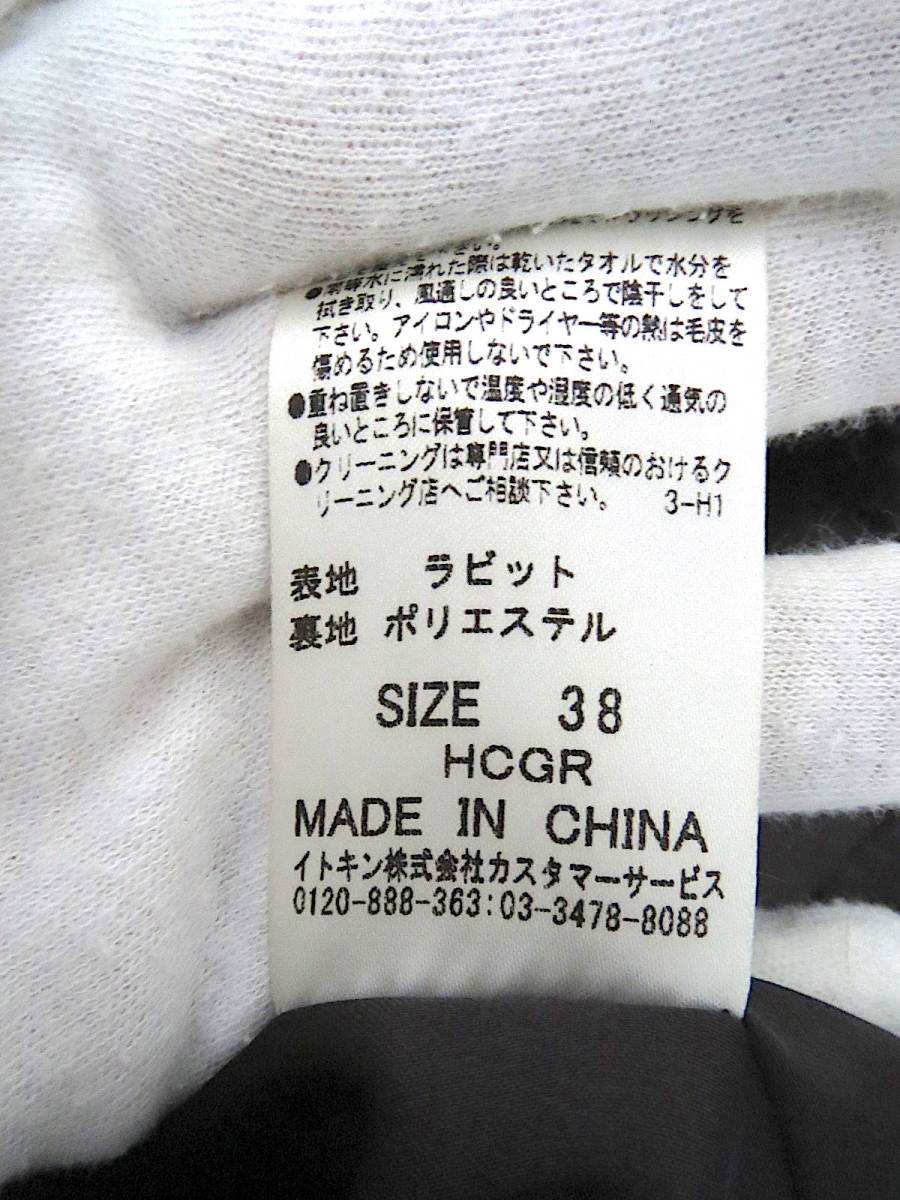 ブラッシングを
さい。
●雨等水に濡れた際は乾いたタオルで水分を
拭き取り、風通しの良いところで陰干しをして
下さい。アイロンやドライヤー等の熱は毛皮を
傷めるため使用しないで下さい。
●重ね置きしないで温度や湿度の低く通気の
良いところに保管して下さい。
●クリーニングは専門店又は信頼のおけるク
リーニング店へご相談下さい。 3-H1
表地 ラビット
裏地 ポリエステル
SIZE 38
HCGR
MADE IN CHINA
イトキン株式会社カスタマーサービス
0120-888-363:03-3478-8088